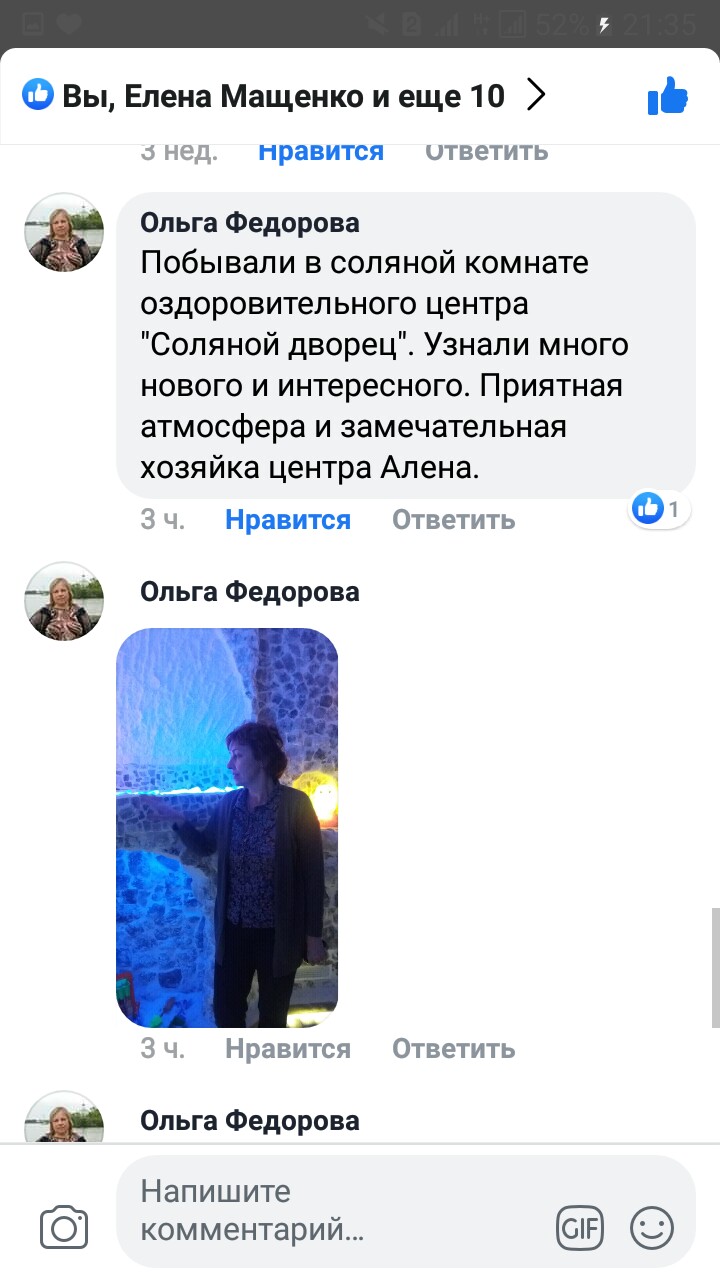 52% 21:35
Вы, Елена Мащенко и еще 10
3 нед. Нравится Ответить
Ольга Федорова
Побывали в соляной комнате
оздоровительного центра
"Соляной дворец". Узнали много
нового и интересного. Приятная
атмосфера и замечательная
хозяйка центра Алена.
3 ч. Нравится Ответить 1
Ольга Федорова
3 ч. Нравится Ответить
Ольга Федорова
Напишите
комментарий...
GIF